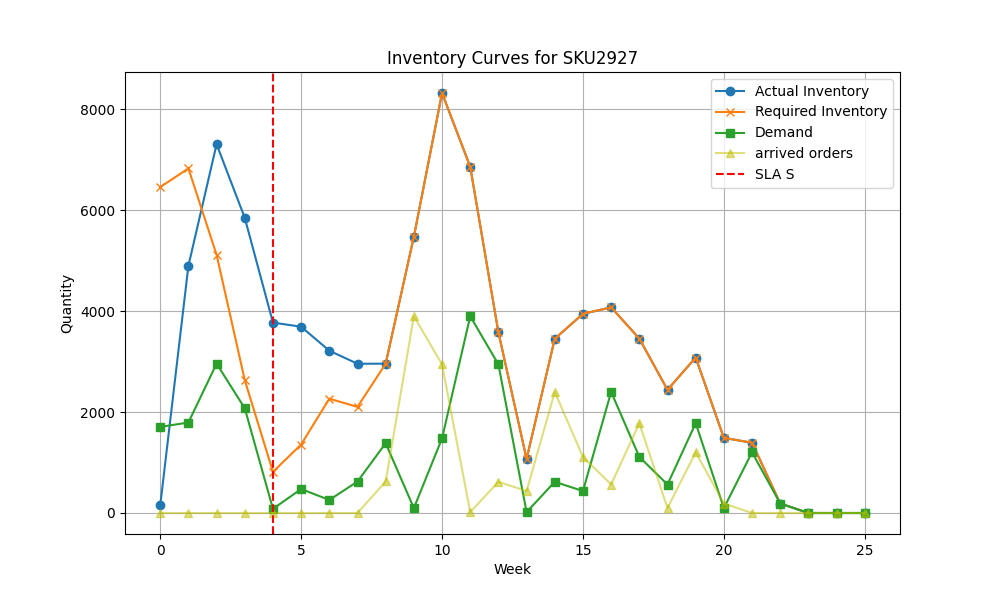 Inventory Curves for SKU2927
Actual Inventory
Required Inventory
Demand
arrived orders
SLA S
Quantity
8000
6000
4000
2000
0
0 5 10 15 20 25
Week